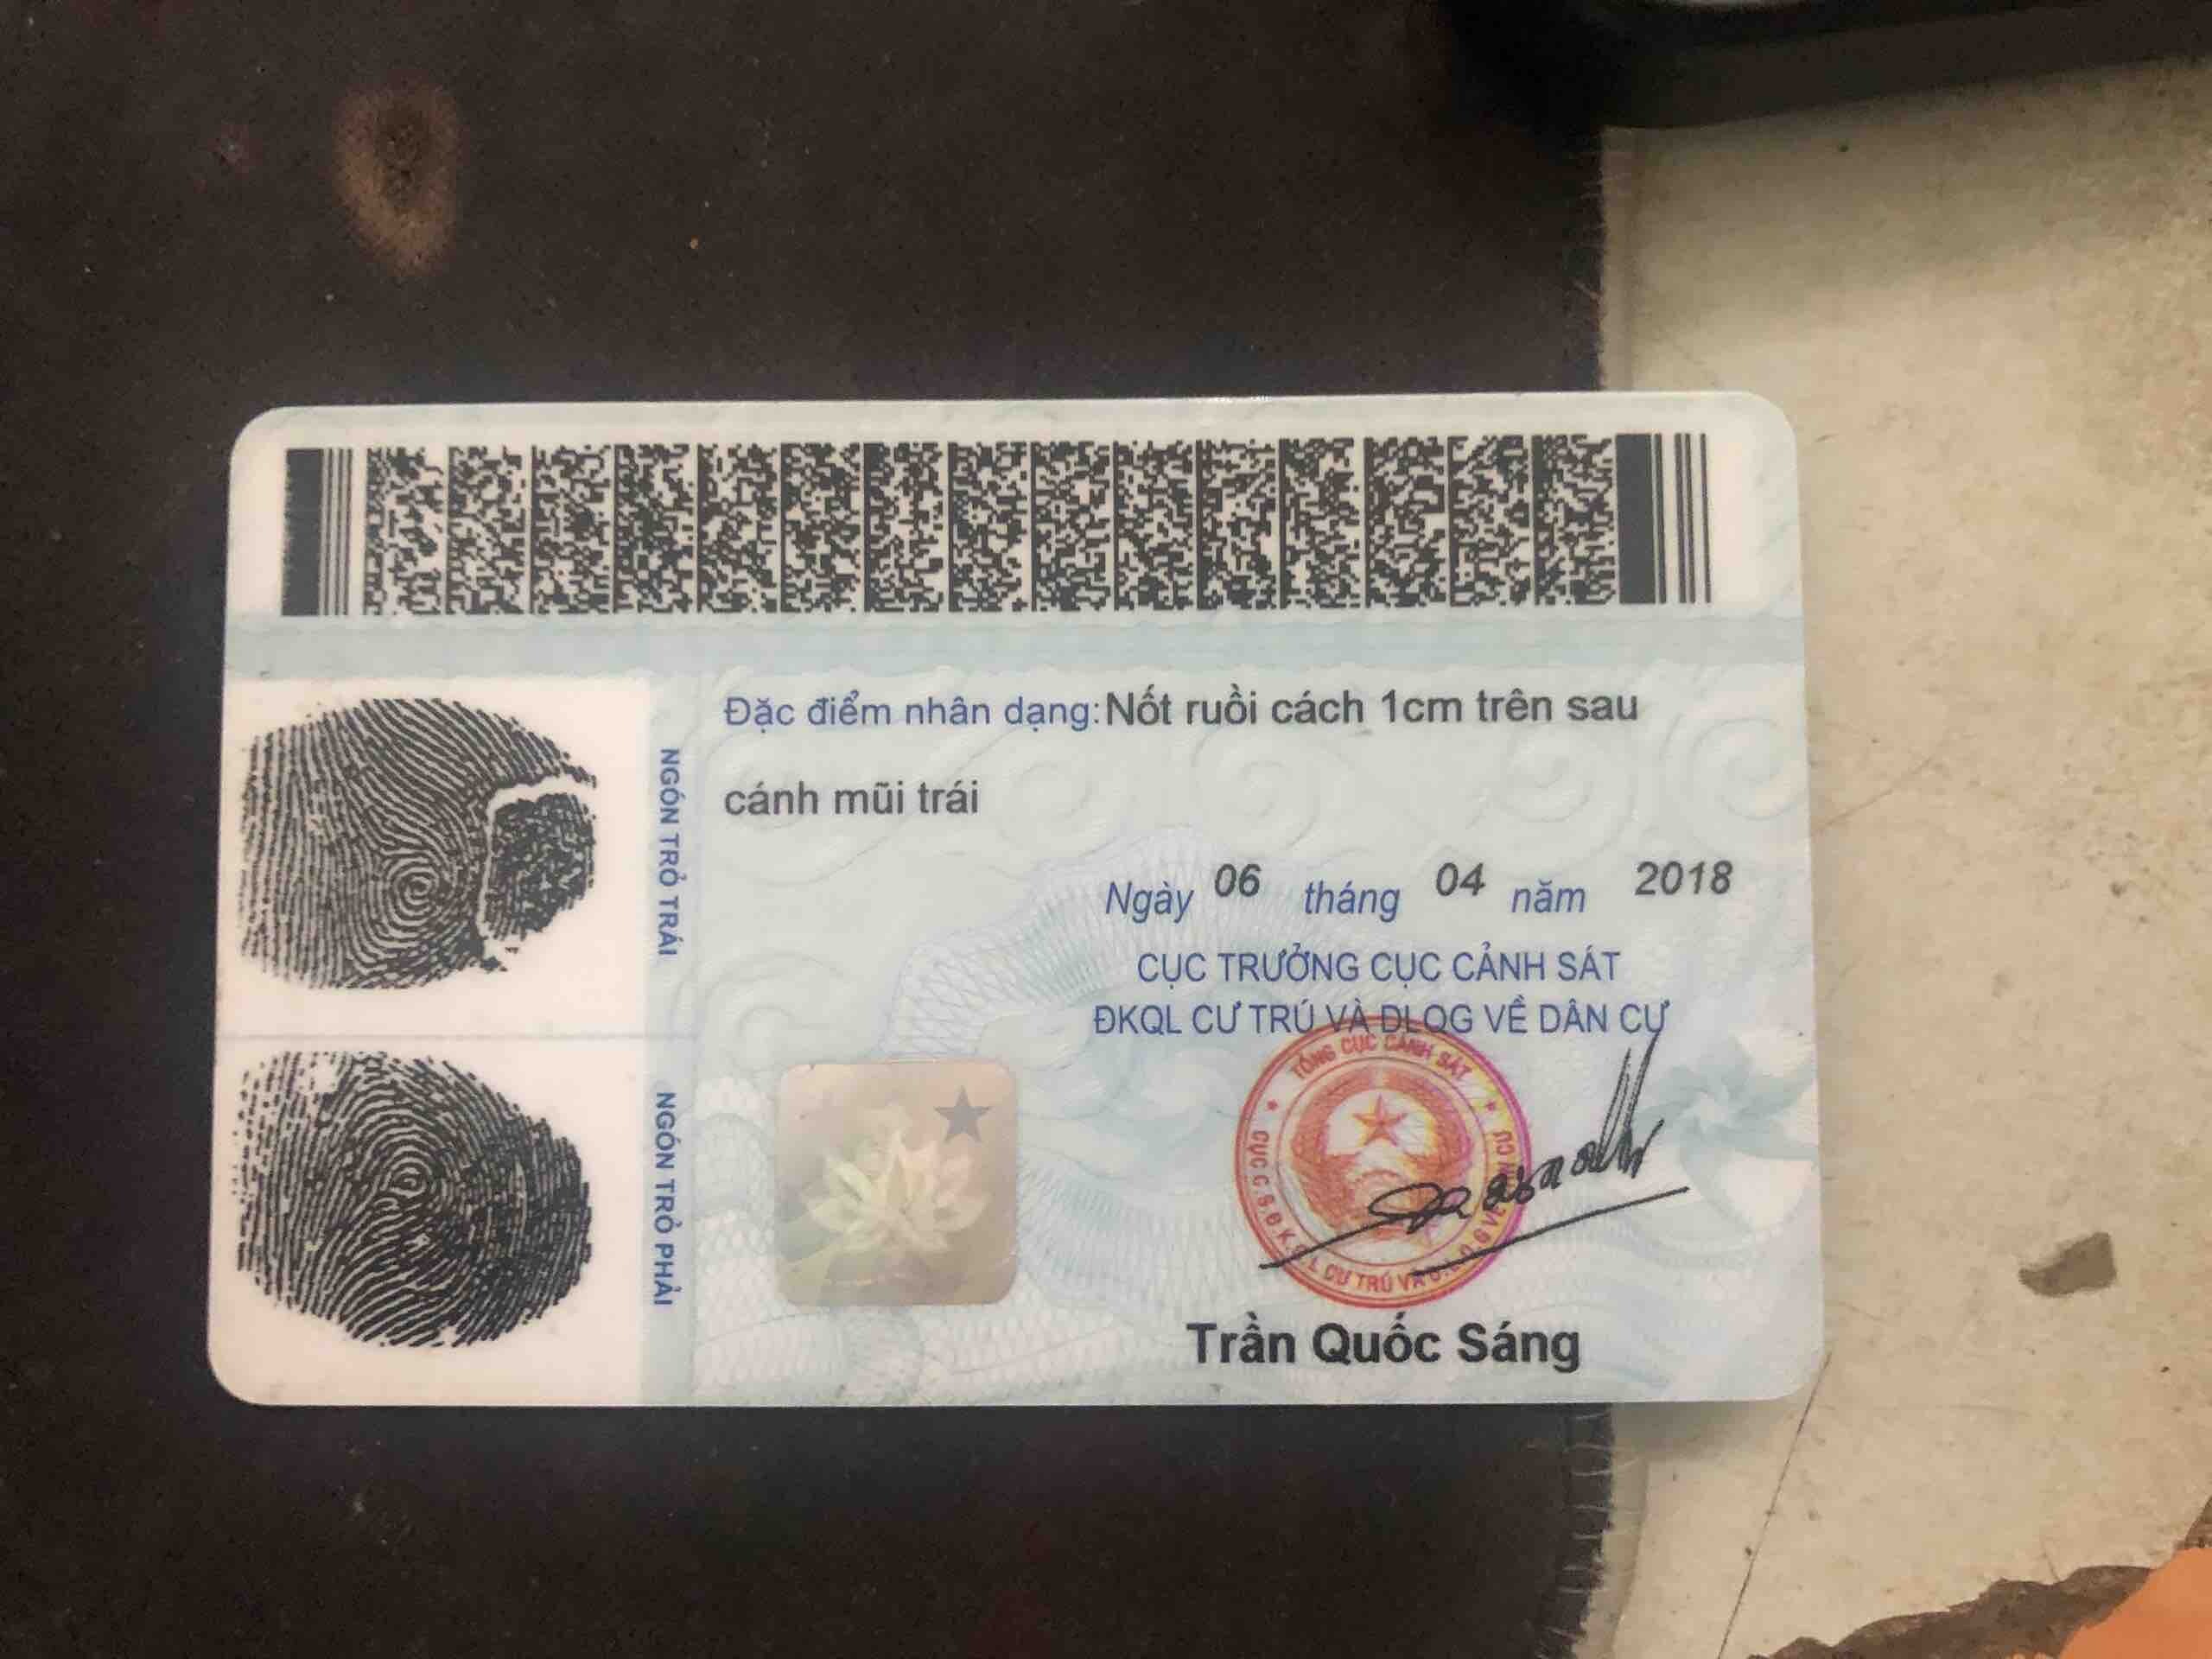 Đặc điểm nhân dạng: Nốt ruồi cách 1cm trên sau
cánh mũi trái
NGÓN TRỎ TRÁI
NGÓN TRỎ PHẢI
Ngày 06 tháng 04 năm 2018
CỤC TRƯỞNG CỤC CẢNH SÁT
ĐKQL CƯ TRÚ VÀ DLQG VỀ DÂN CƯ
TỔNG CỤC CẢNH SÁT
Trần Quốc Sáng